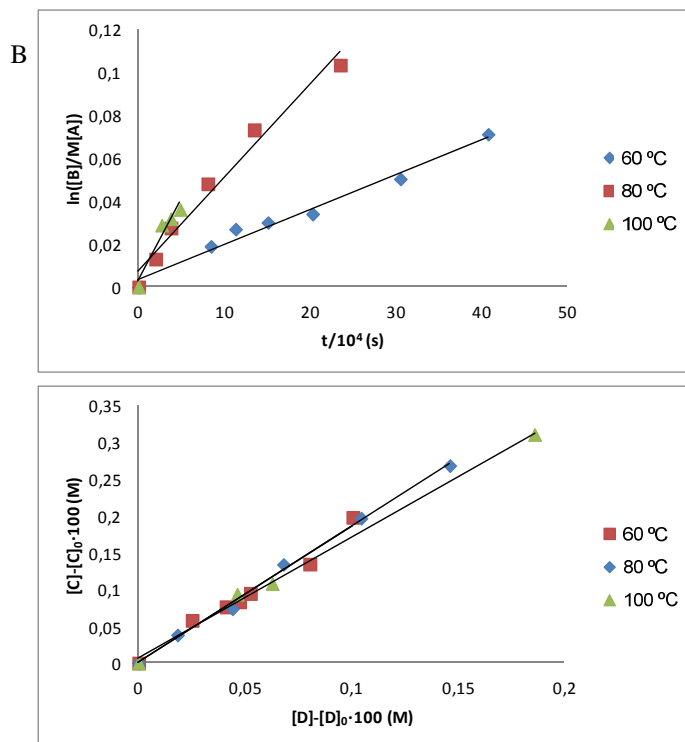 B
0,12
0,1
0,08
0,06
0,04
0,02
0
ln([B]/M[A])
0 10 20 30 40 50
t/10⁴ (s)
60 ºC
80 ºC
100 ºC
0,35
0,3
0,25
0,2
0,15
0,1
0,05
0
[C]-[C]₀·100 (M)
0 0,05 0,1 0,15 0,2
[D]-[D]₀·100 (M)
60 ºC
80 ºC
100 ºC